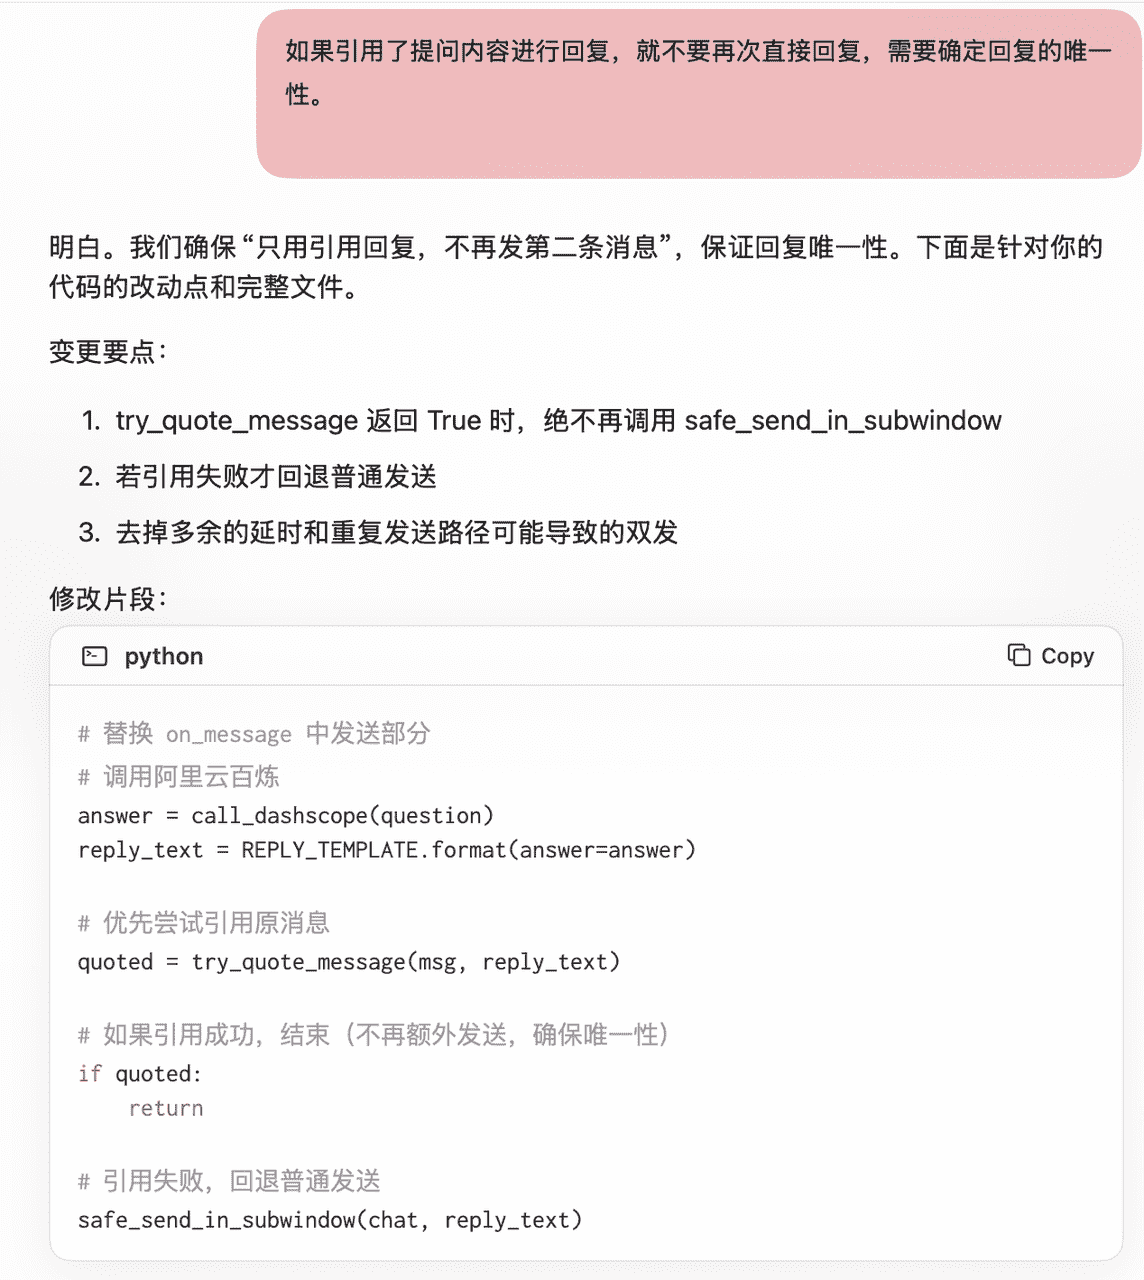 如果引用了提问内容进行回复，就不要再次直接回复，需要确定回复的唯一
性。
明白。我们确保“只用引用回复，不再发第二条消息”，保证回复唯一性。下面是针对你的
代码的改动点和完整文件。
变更要点：
1. try_quote_message 返回 True 时，绝不再调用 safe_send_in_subwindow
2. 若引用失败才回退普通发送
3. 去掉多余的延时和重复发送路径可能导致的双发
修改片段：
python
Copy
# 替换 on_message 中发送部分
# 调用阿里云百炼
answer = call_dashscope(question)
reply_text = REPLY_TEMPLATE.format(answer=answer)
# 优先尝试引用原消息
quoted = try_quote_message(msg, reply_text)
# 如果引用成功，结束（不再额外发送，确保唯一性）
if quoted:
    return
# 引用失败，回退普通发送
safe_send_in_subwindow(chat, reply_text)